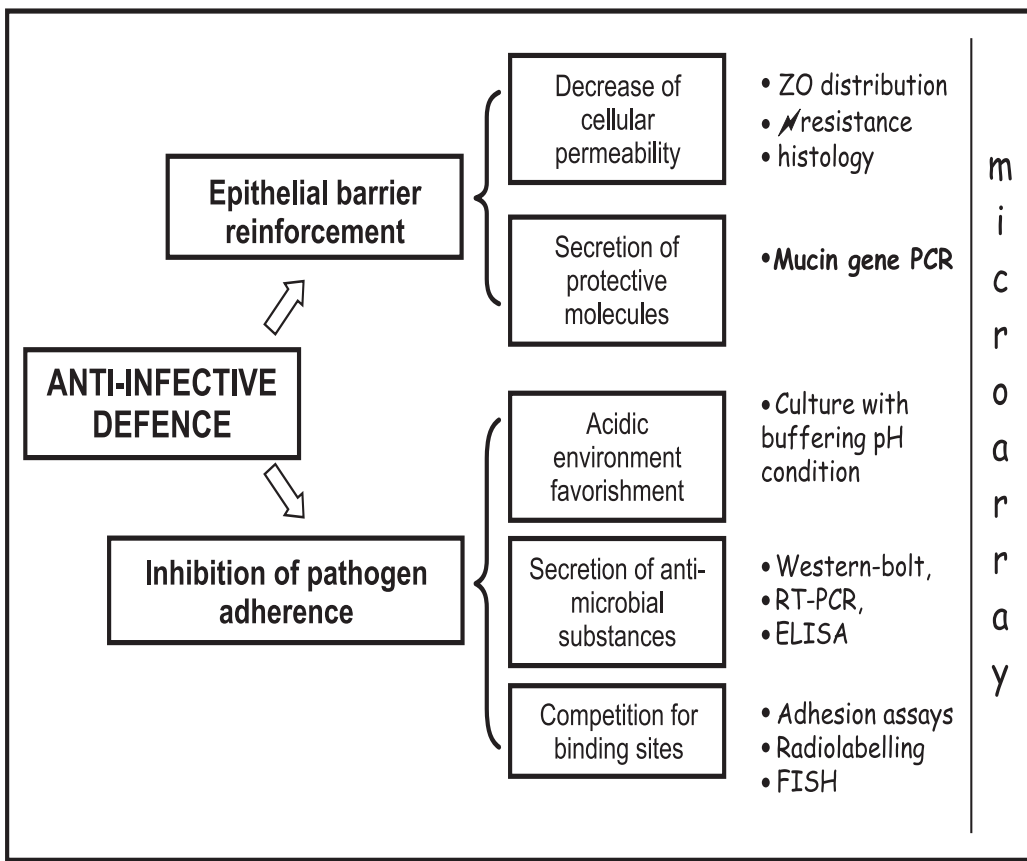 ANTI-INFECTIVE
DEFENCE
Epithelial barrier
reinforcement
Decrease of
cellular
permeability
• ZO distribution
• resistance
• histology
Secretion of
protective
molecules
• Mucin gene PCR
Inhibition of pathogen
adherence
Acidic
environment
favorishment
• Culture with
buffering pH
condition
Secretion of anti-
microbial
substances
• Western-bolt,
• RT-PCR,
• ELISA
Competition for
binding sites
• Adhesion assays
• Radiolabelling
• FISH
microarray